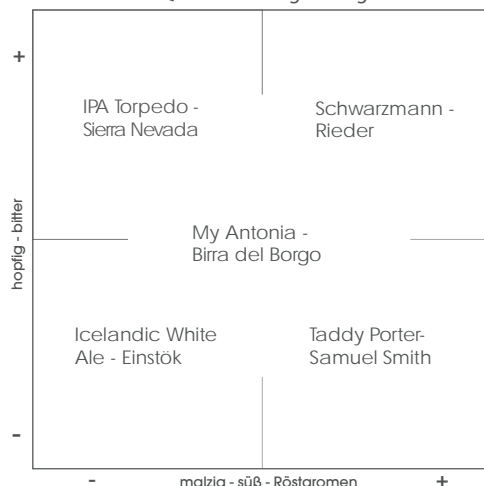 +
IPA Torpedo -
Sierra Nevada
Schwarzmann -
Rieder
hopfig - bitter
My Antonia -
Birra del Borgo
Icelandic White
Ale - Einstök
Taddy Porter-
Samuel Smith
-
- malzig - süß - Röstaromen +